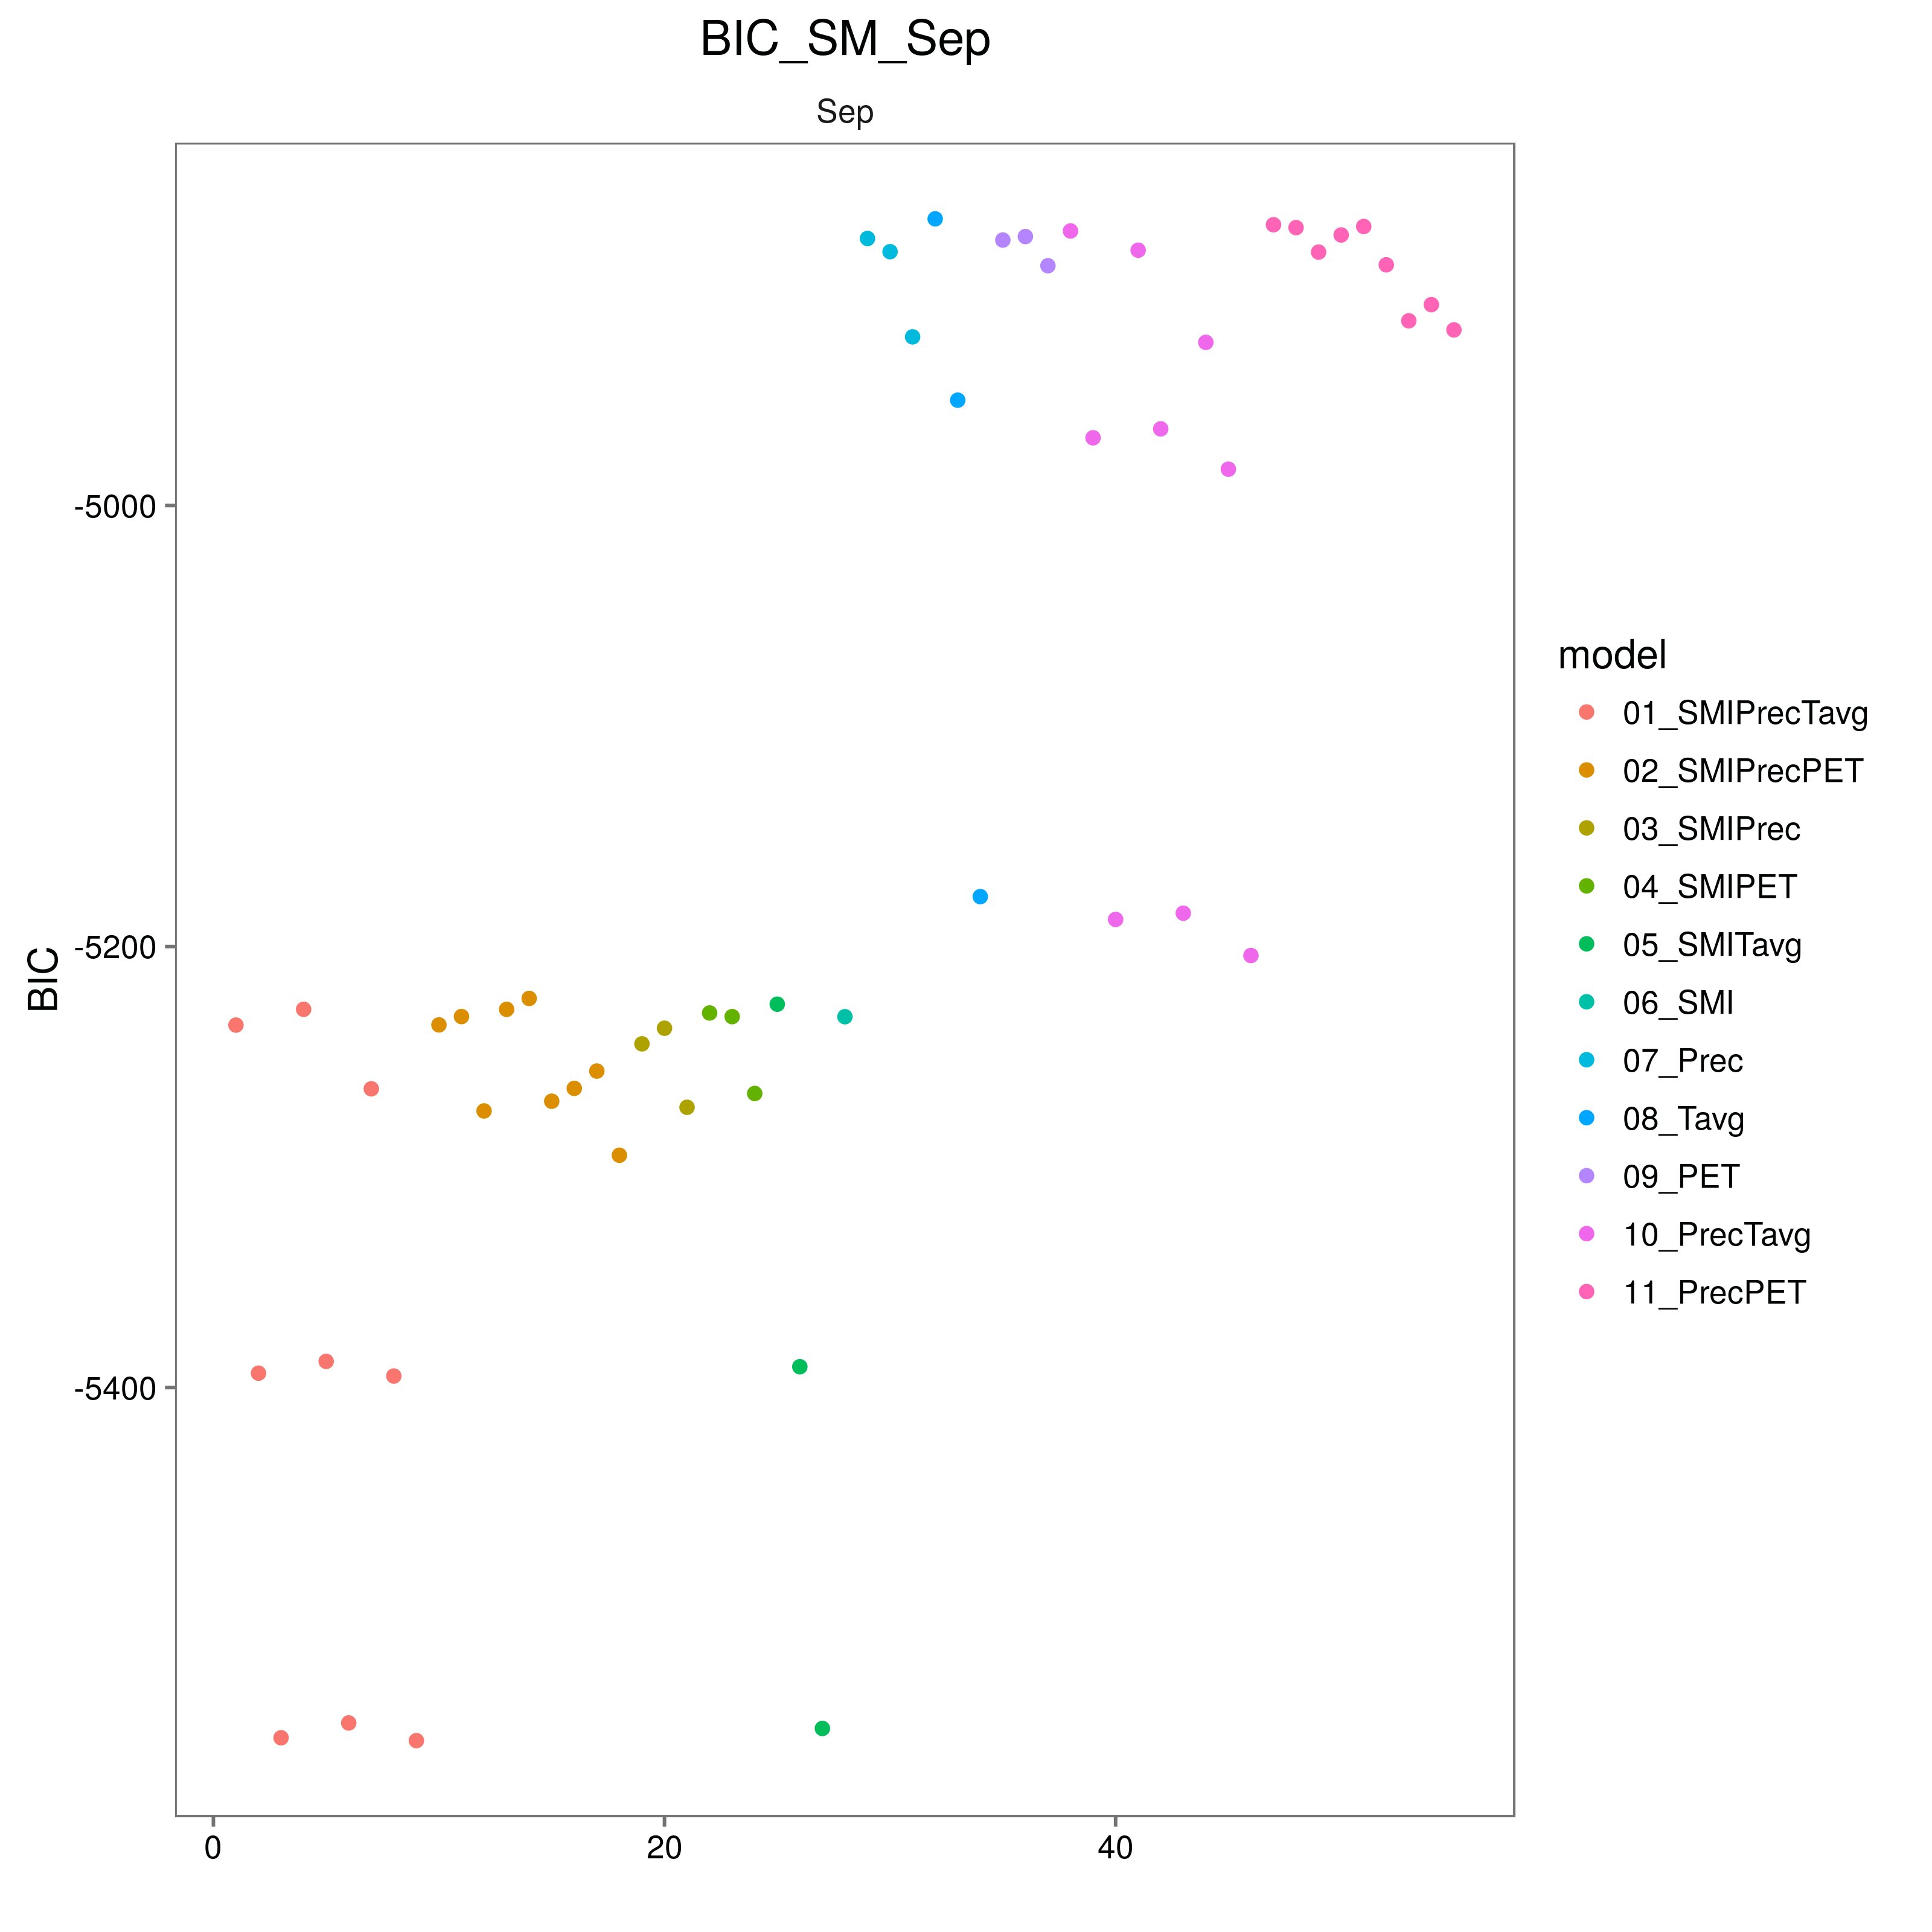 BIC_SM_Sep
Sep
BIC
-5000
-5200
-5400
0 20 40
model
01_SMIPrecTavg
02_SMIPrecPET
03_SMIPrec
04_SMIPET
05_SMITavg
06_SMI
07_Prec
08_Tavg
09_PET
10_PrecTavg
11_PrecPET